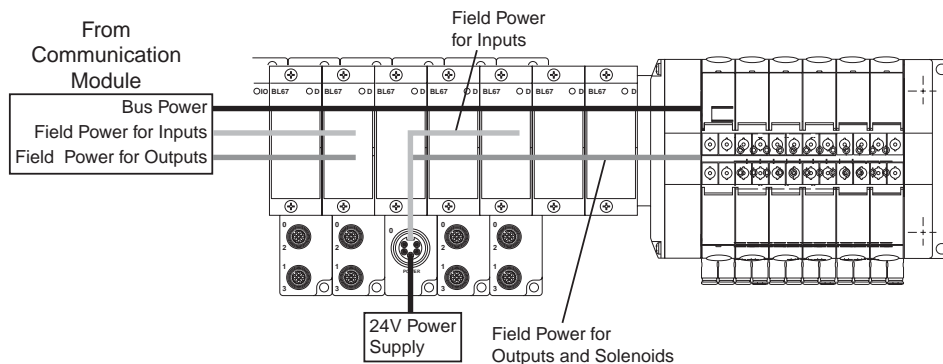 From
Communication
Module
Bus Power
Field Power for Inputs
Field  Power for Outputs
Field Power
for Inputs
IO BL67 D BL67 D BL67 D BL67 D BL67 D BL67 D BL67 D
0 0 0 0 0
2 2 2 2
1 1 1 1
3 3 3 3
POWER
24V Power
Supply
Field Power for
Outputs and Solenoids